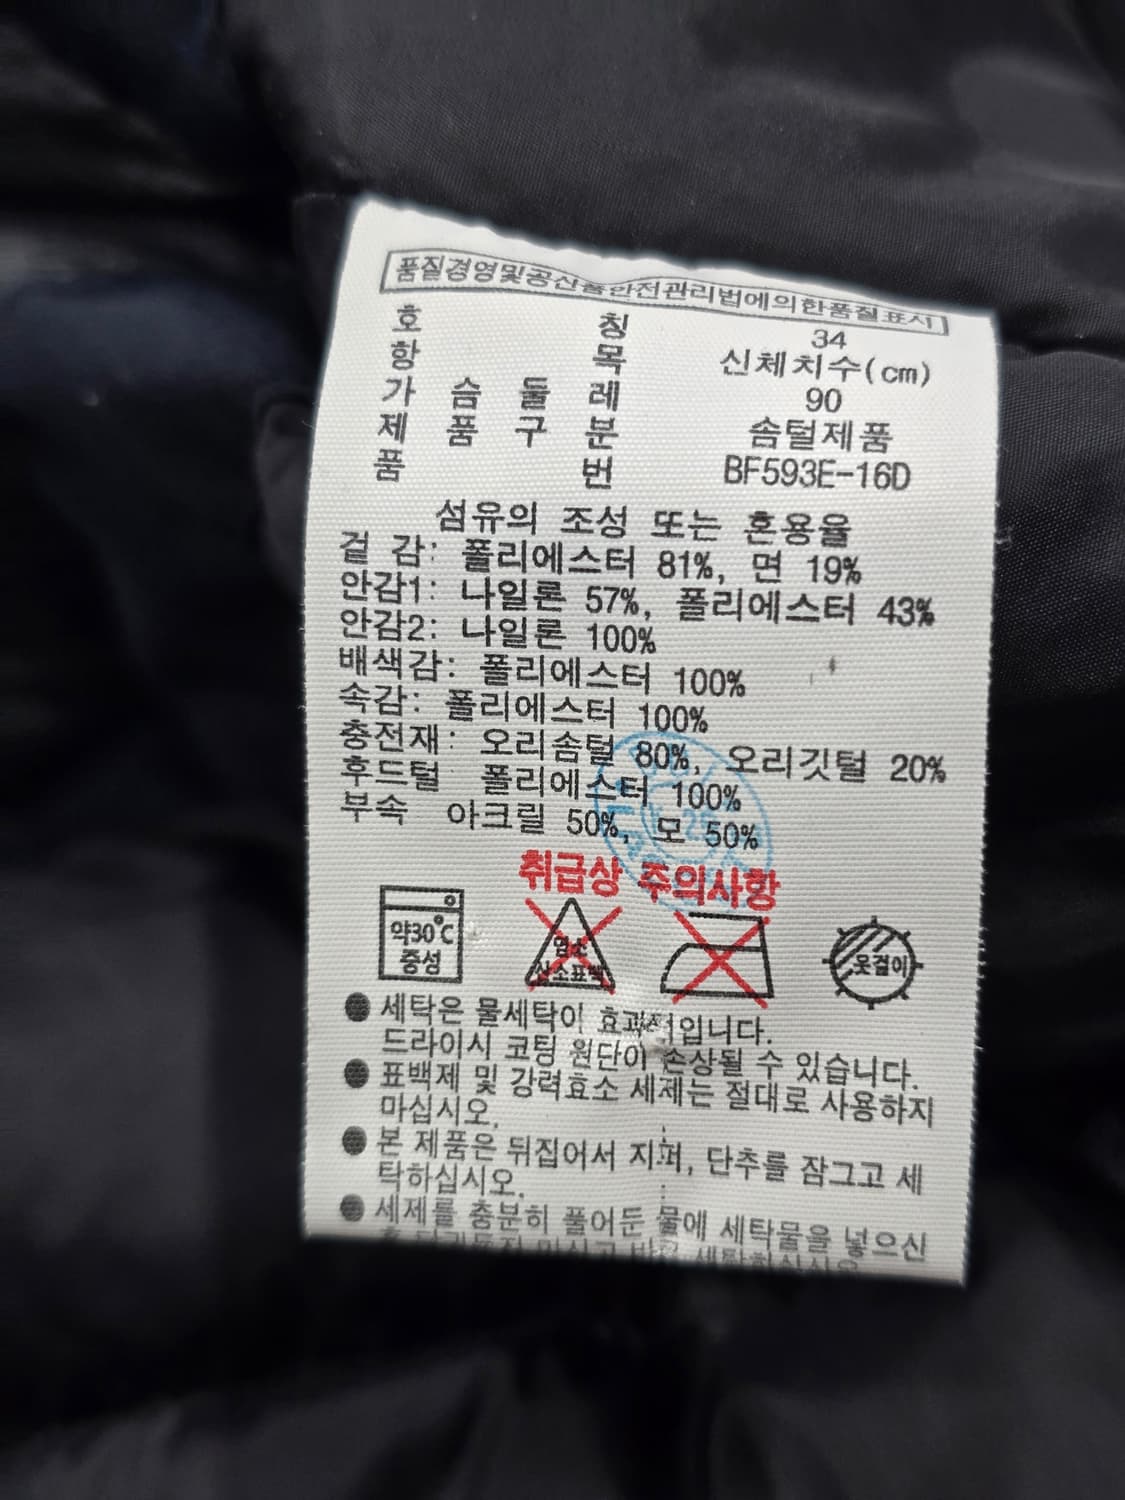 품질경영및공산품안전관리법에의한품질표시
호 칭 34
항 목 신체치수(cm)
가 슴 둘 레 90
제 품 구 분 솜털제품
품 번 BF593E-16D
섬유의 조성 또는 혼용율
겉 감: 폴리에스터 81%, 면 19%
안감1: 나일론 57%, 폴리에스터 43%
안감2: 나일론 100%
배색감: 폴리에스터 100%
속감: 폴리에스터 100%
충전재: 오리솜털 80%, 오리깃털 20%
후드털 폴리에스터 100%
부속 아크릴 50%, 모 50%
취급상 주의사항
약30℃
중성
염소
산소표백
옷걸이
● 세탁은 물세탁이 효과적입니다.
드라이시 코팅 원단이 손상될 수 있습니다.
● 표백제 및 강력효소 세제는 절대로 사용하지
마십시오.
● 본 제품은 뒤집어서 지퍼, 단추를 잠그고 세
탁하십시오.
● 세제를 충분히 풀어둔 물에 세탁물을 넣으신